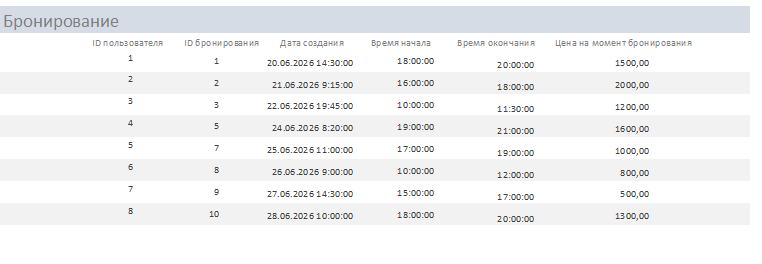 Бронирование
ID пользователя ID бронирования Дата создания Время начала Время окончания Цена на момент бронирования
1 1 20.06.2026 14:30:00 18:00:00 20:00:00 1500,00
2 2 21.06.2026 9:15:00 16:00:00 18:00:00 2000,00
3 3 22.06.2026 19:45:00 10:00:00 11:30:00 1200,00
4 5 24.06.2026 8:20:00 19:00:00 21:00:00 1600,00
5 7 25.06.2026 11:00:00 17:00:00 19:00:00 1000,00
6 8 26.06.2026 9:00:00 10:00:00 12:00:00 800,00
7 9 27.06.2026 14:30:00 15:00:00 17:00:00 500,00
8 10 28.06.2026 10:00:00 18:00:00 20:00:00 1300,00